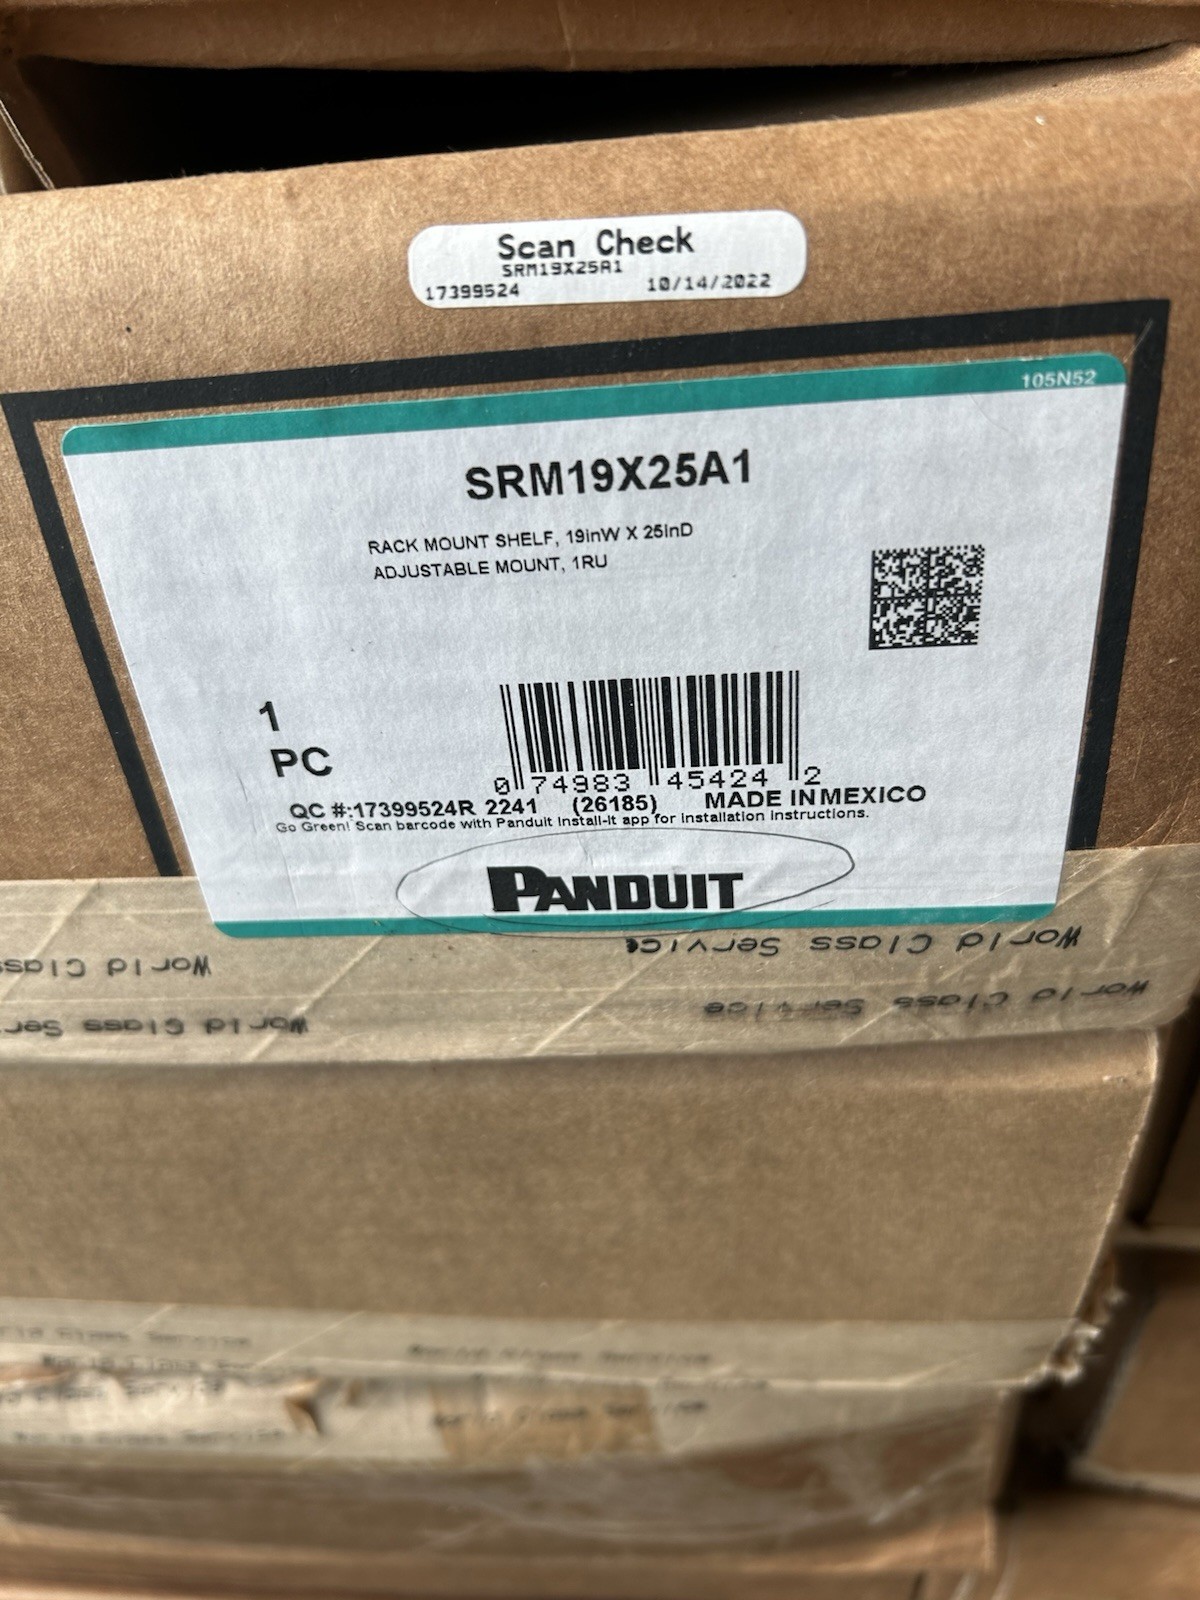 Scan Check
SRM19X25A1
17399524 10/14/2022
105N52
SRM19X25A1
RACK MOUNT SHELF, 19inW X 25inD
ADJUSTABLE MOUNT, 1RU
1
PC
0 74983 45424 2
QC #:17399524R 2241 (26185) MADE IN MEXICO
Go Green! Scan barcode with Panduit Install-It app for installation instructions.
PANDUIT
World Class Service
World Class
World Class Service
World Class Ser